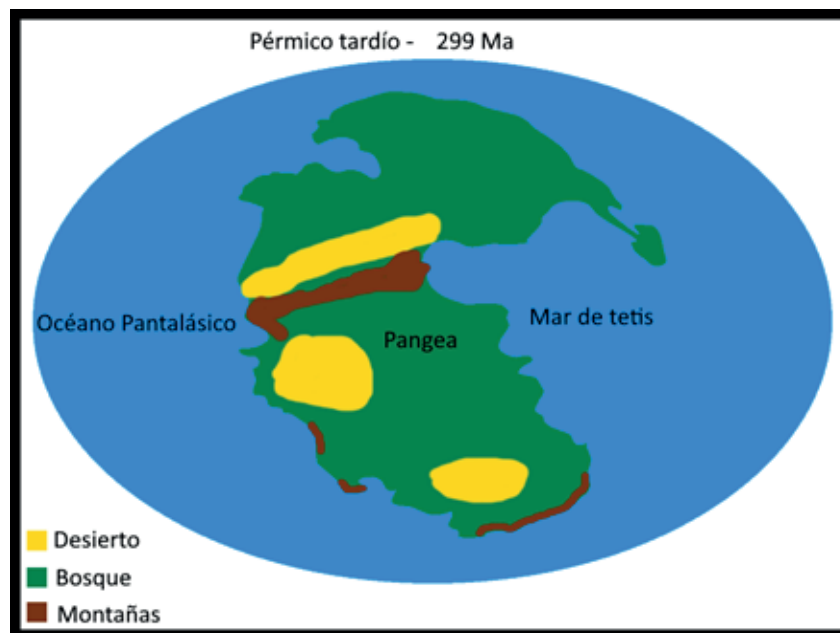 Pérmico tardío - 299 Ma
Océano Pantalásico
Mar de tetis
Pangea
Desierto
Bosque
Montañas